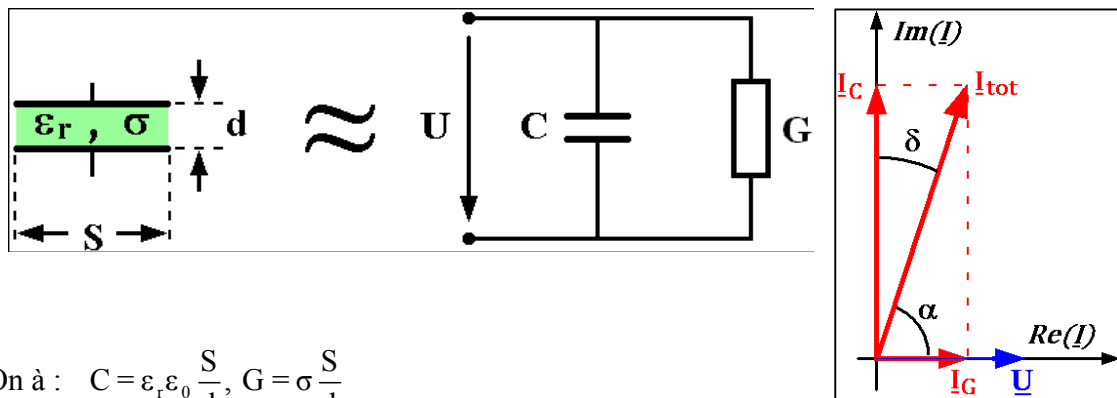 εr , σ
d
S
U
C
G
Im(I)
IC
Itot
δ
α
Re(I)
IG
U
On à : C = εrε0 S/d, G = σ S/d